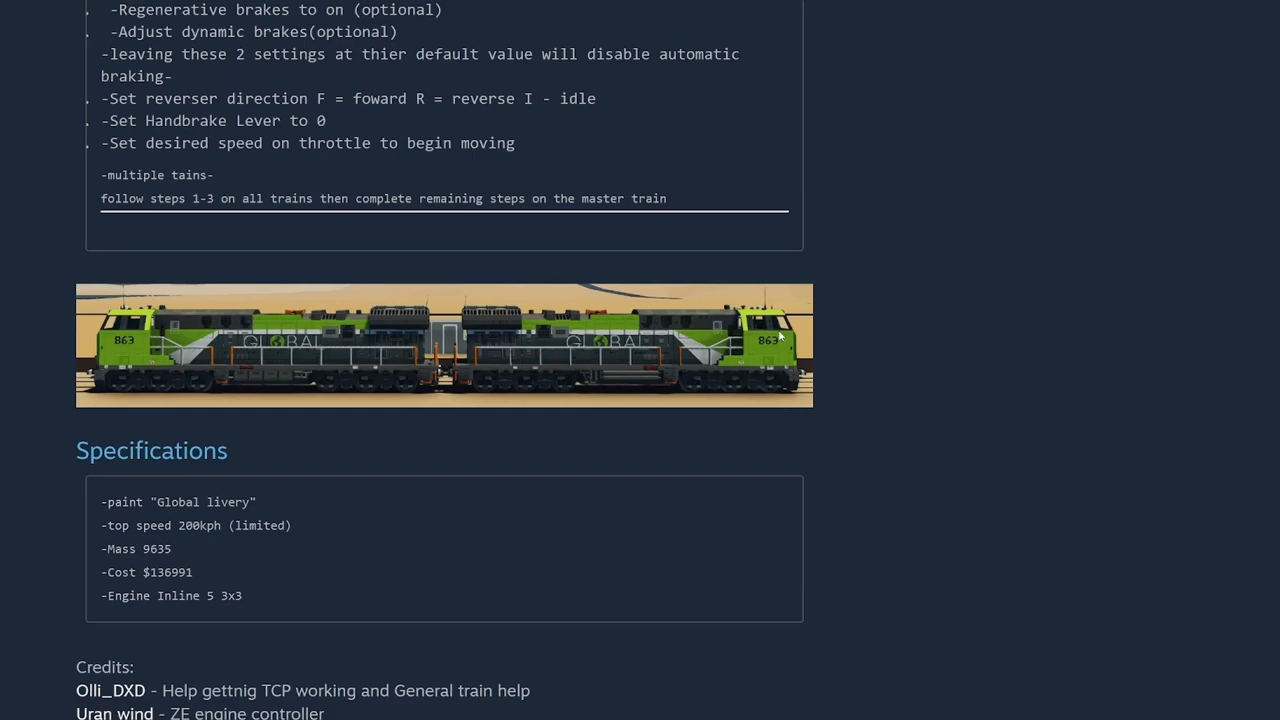 . -Regenerative brakes to on (optional)
. -Adjust dynamic brakes(optional)
-leaving these 2 settings at thier default value will disable automatic
braking-
. -Set reverser direction F = foward R = reverse I - idle
. -Set Handbrake Lever to 0
. -Set desired speed on throttle to begin moving
-multiple tains-
follow steps 1-3 on all trains then complete remaining steps on the master train
863 GLOBAL GLOBAL 863
Specifications
-paint "Global livery"
-top speed 200kph (limited)
-Mass 9635
-Cost $136991
-Engine Inline 5 3x3
Credits:
Olli_DXD - Help gettnig TCP working and General train help
Uran wind - ZE engine controller